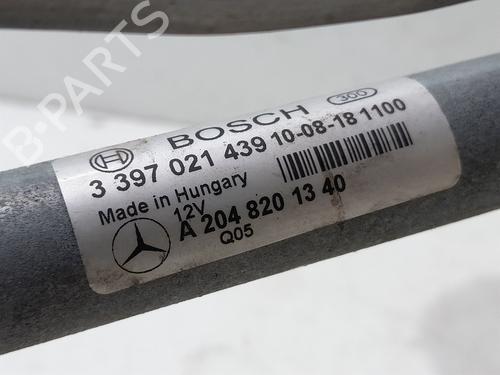 B-PARTS
BOSCH 300
3 397 021 439 10-08-18 1100
Made in Hungary
12V
A 204 820 13 40
Q05
B-PARTS